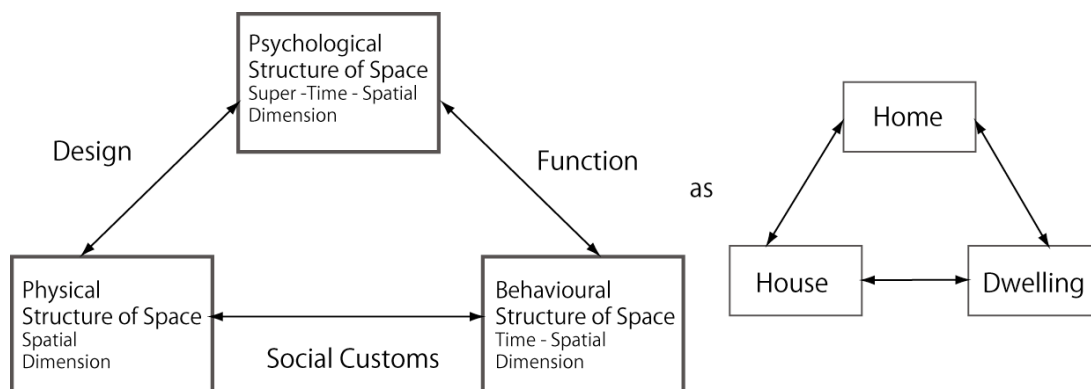 Psychological
Structure of Space
Super -Time - Spatial
Dimension
Design
Function
Physical
Structure of Space
Spatial
Dimension
Social Customs
Behavioural
Structure of Space
Time - Spatial
Dimension
as
Home
House
Dwelling